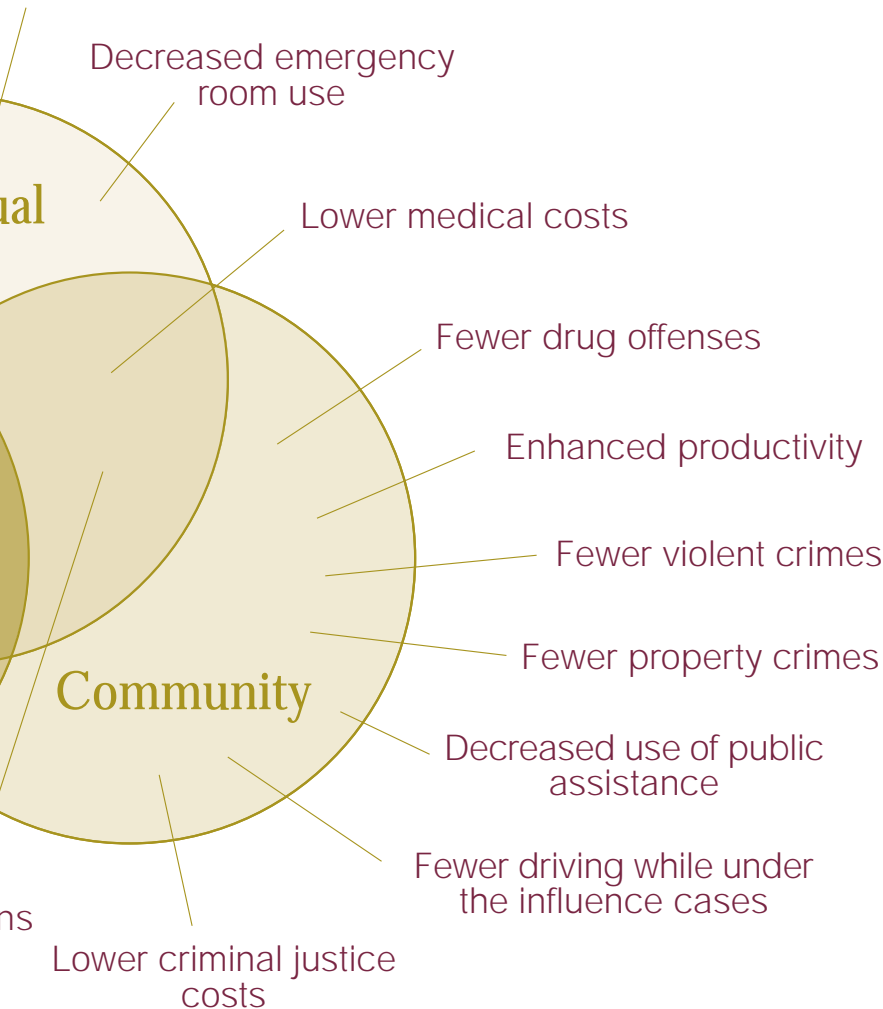 Decreased emergency
room use
ual
Lower medical costs
Fewer drug offenses
Enhanced productivity
Fewer violent crimes
Fewer property crimes
Community
Decreased use of public
assistance
Fewer driving while under
the influence cases
ns
Lower criminal justice
costs